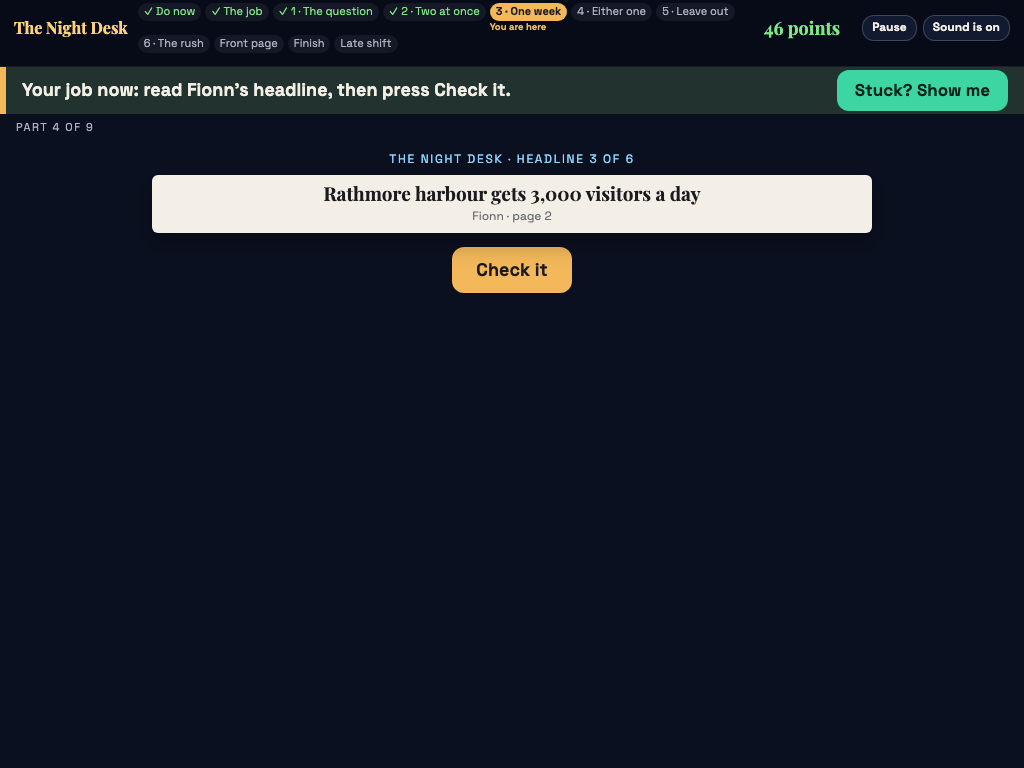 The Night Desk
✓ Do now
✓ The job
✓ 1 · The question
✓ 2 · Two at once
3 · One week
You are here
4 · Either one
5 · Leave out
6 · The rush
Front page
Finish
Late shift
46 points
Pause
Sound is on
Your job now: read Fionn's headline, then press Check it.
Stuck? Show me
PART 4 OF 9
THE NIGHT DESK · HEADLINE 3 OF 6
Rathmore harbour gets 3,000 visitors a day
Fionn · page 2
Check it